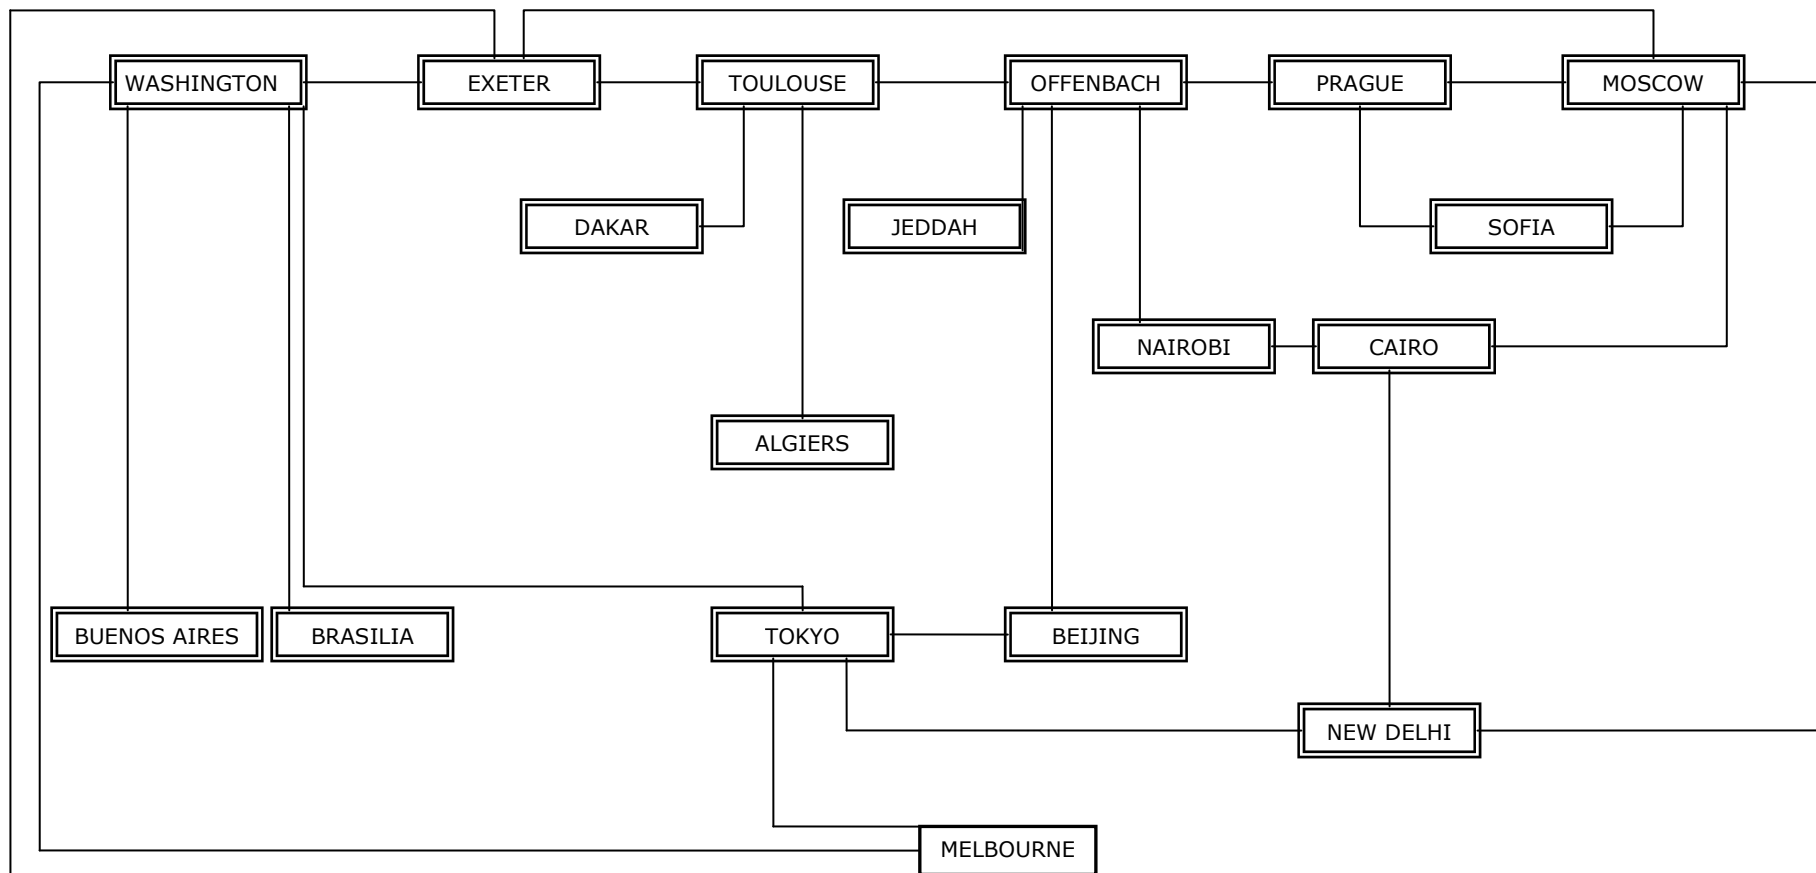 WASHINGTON
EXETER
TOULOUSE
OFFENBACH
PRAGUE
MOSCOW
DAKAR
JEDDAH
SOFIA
NAIROBI
CAIRO
ALGIERS
BUENOS AIRES
BRASILIA
TOKYO
BEIJING
NEW DELHI
MELBOURNE